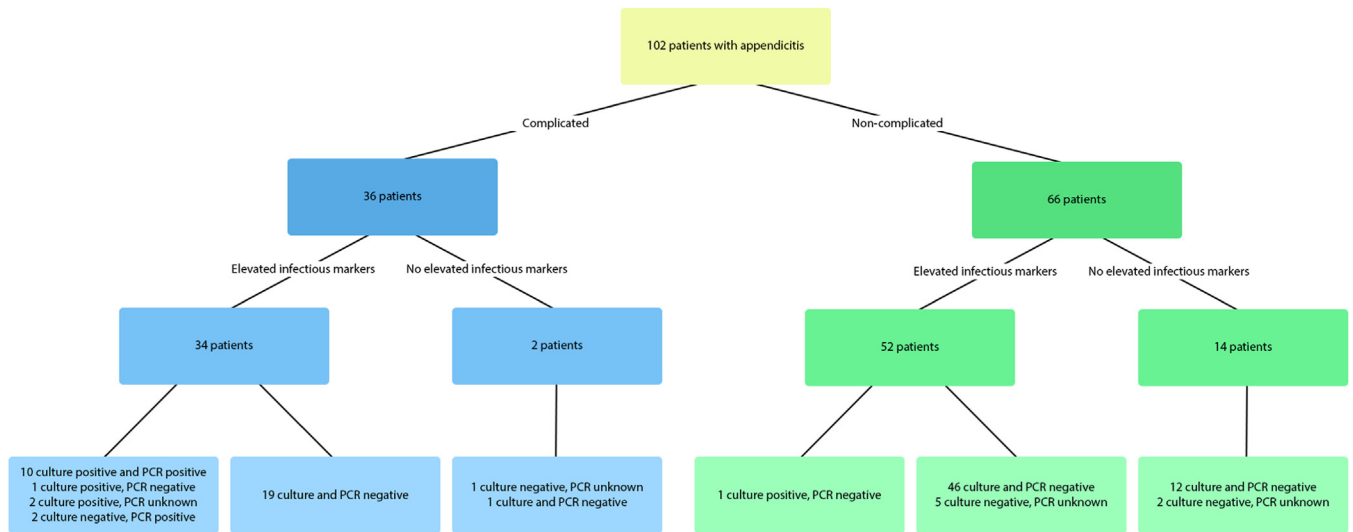 102 patients with appendicitis
Complicated
Non-complicated
36 patients
66 patients
Elevated infectious markers
No elevated infectious markers
Elevated infectious markers
No elevated infectious markers
34 patients
2 patients
52 patients
14 patients
10 culture positive and PCR positive
1 culture positive, PCR negative
2 culture positive, PCR unknown
2 culture negative, PCR positive
19 culture and PCR negative
1 culture negative, PCR unknown
1 culture and PCR negative
1 culture positive, PCR negative
46 culture and PCR negative
5 culture negative, PCR unknown
12 culture and PCR negative
2 culture negative, PCR unknown